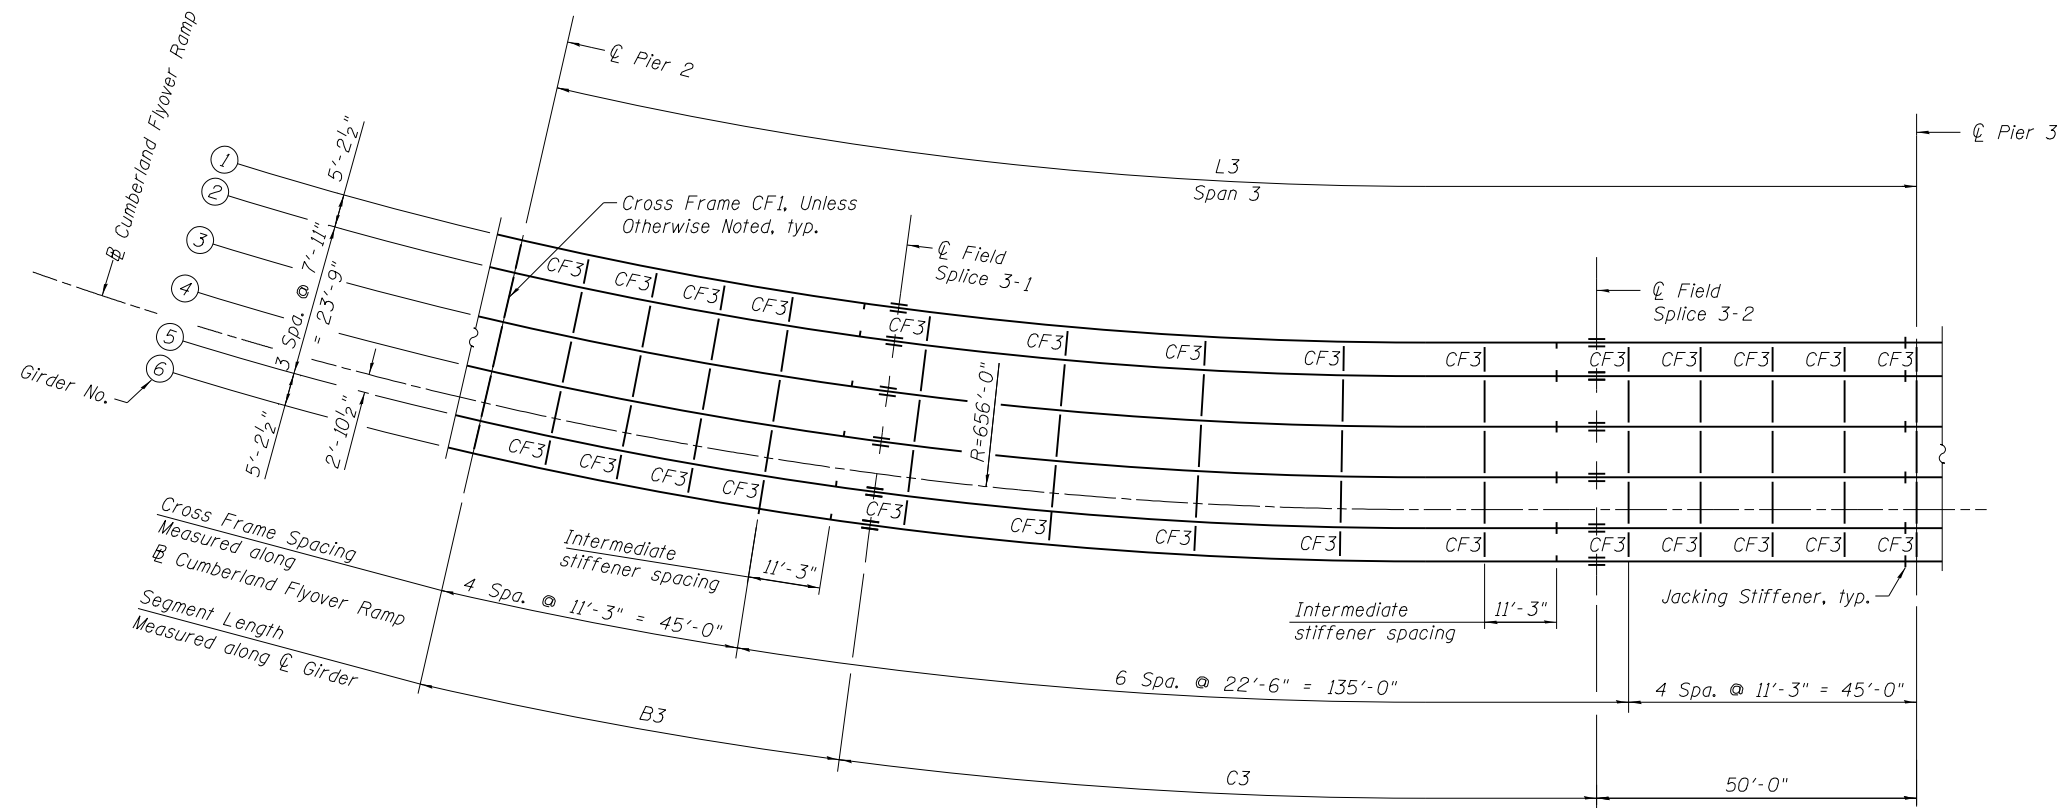 ℄ Pier 2
℄ Pier 3
L3
Span 3
℄ Cumberland Flyover Ramp
5'-2½"
3 Spa. @ 7'-11"
= 23'-9"
2'-10½"
5'-2½"
1
2
3
4
5
6
Girder No.
Cross Frame CF1, Unless
Otherwise Noted, typ.
℄ Field
Splice 3-1
℄ Field
Splice 3-2
CF3 CF3 CF3 CF3 CF3 CF3 CF3 CF3 CF3 CF3 CF3 CF3 CF3 CF3
R=656'-0"
CF3 CF3 CF3 CF3 CF3 CF3 CF3 CF3 CF3 CF3 CF3 CF3 CF3 CF3
Cross Frame Spacing
Measured along
℄ Cumberland Flyover Ramp
Segment Length
Measured along ℄ Girder
Intermediate
stiffener spacing
11'-3"
Intermediate
stiffener spacing
11'-3"
Jacking Stiffener, typ.
4 Spa. @ 11'-3" = 45'-0"
6 Spa. @ 22'-6" = 135'-0"
4 Spa. @ 11'-3" = 45'-0"
B3
C3
50'-0"